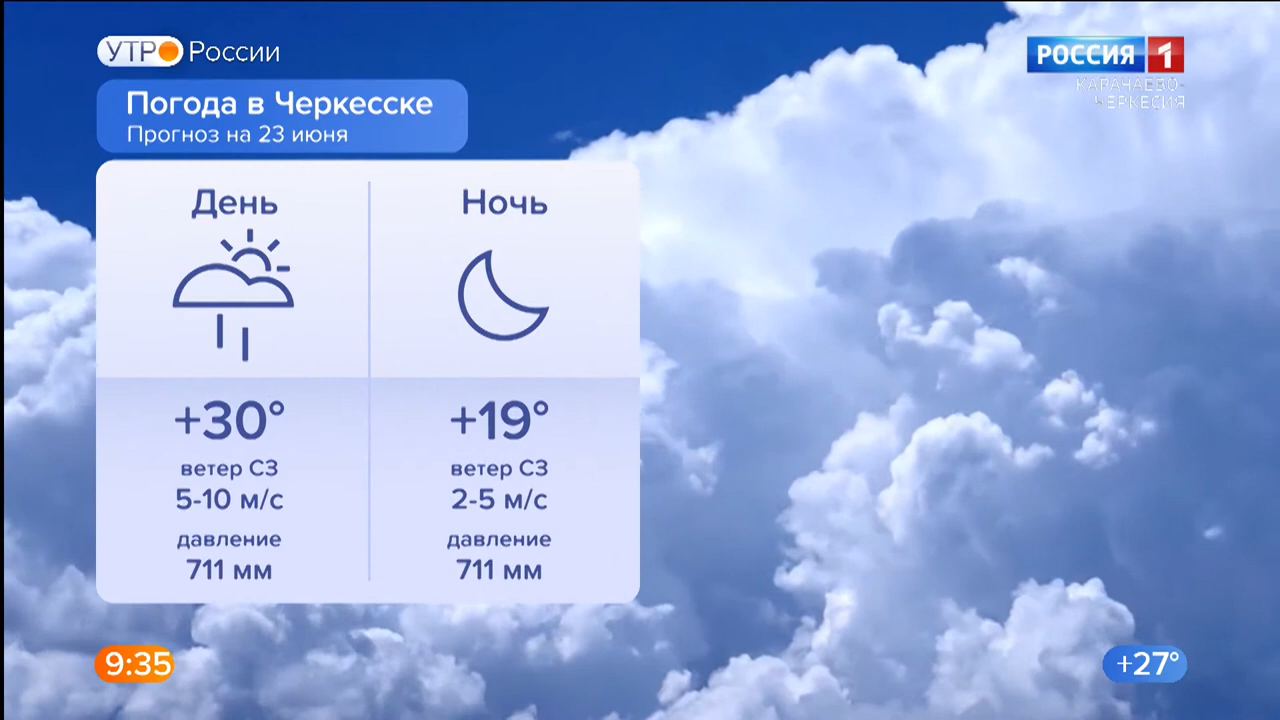 УТРО России
РОССИЯ 1
КАРАЧАЕВО-
ЧЕРКЕСИЯ
Погода в Черкесске
Прогноз на 23 июня
День
Ночь
+30°
+19°
ветер СЗ
ветер СЗ
5-10 м/с
2-5 м/с
давление
давление
711 мм
711 мм
9:35
+27°